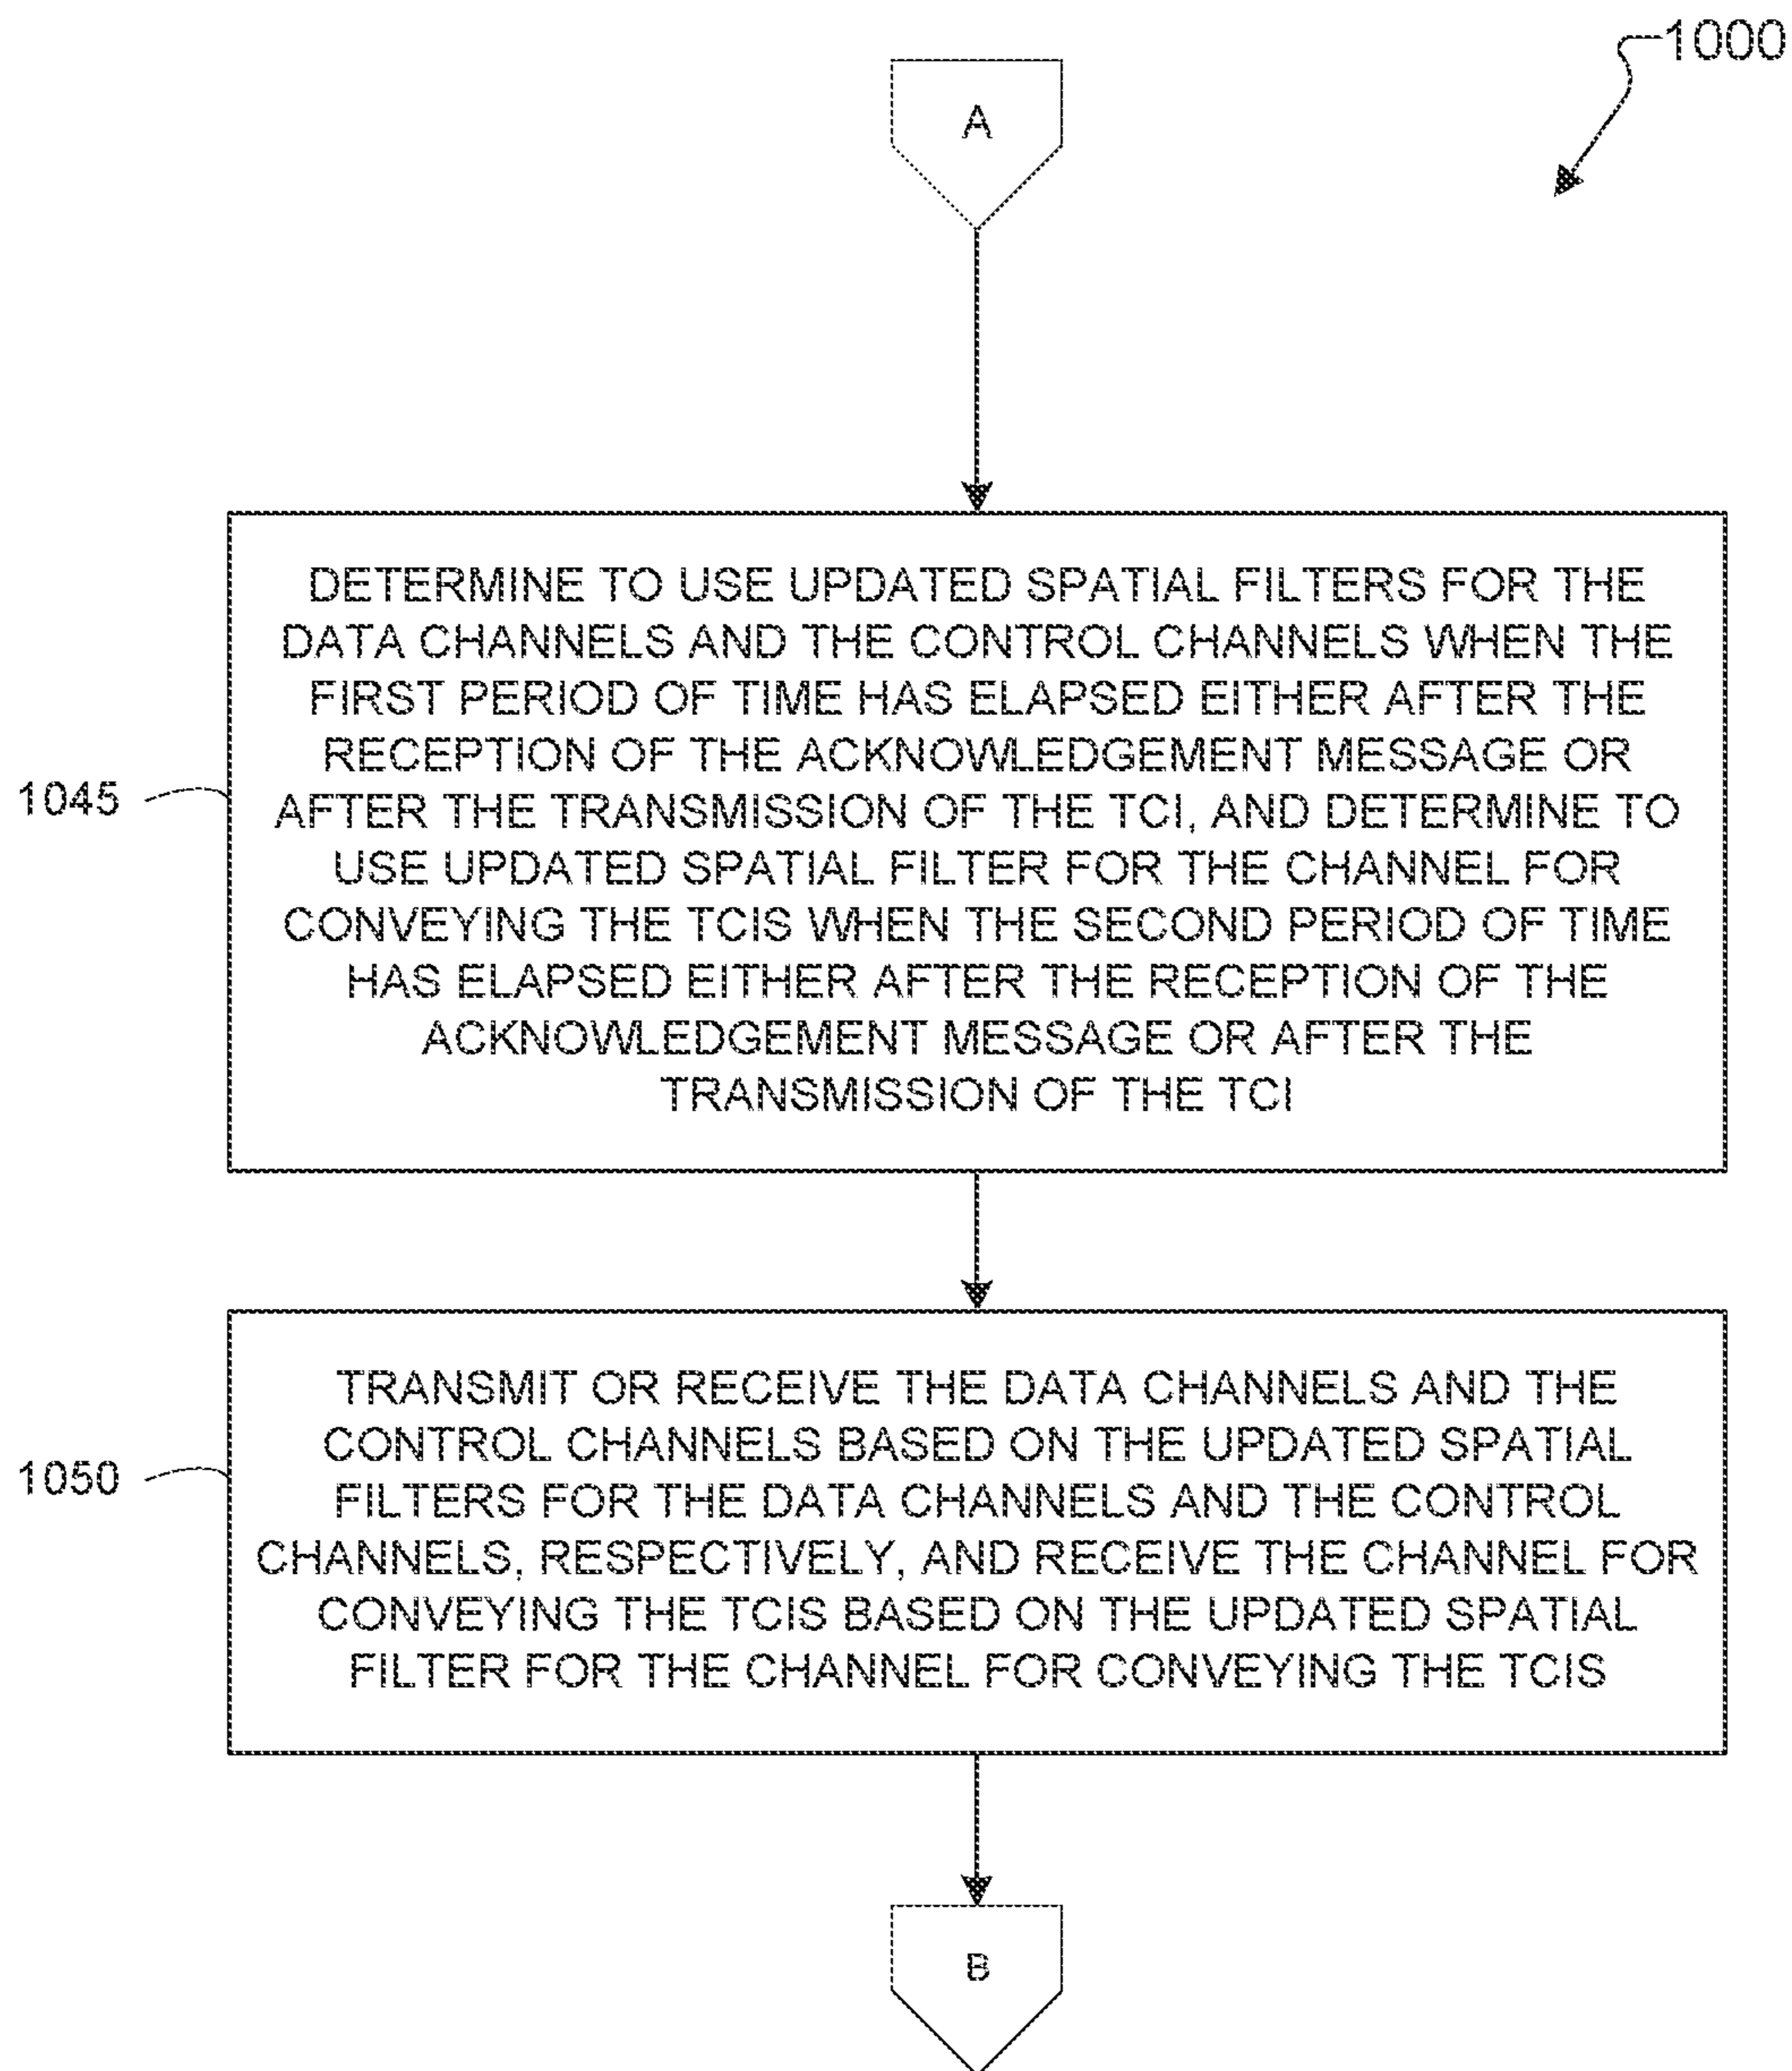 1000
A
1045
DETERMINE TO USE UPDATED SPATIAL FILTERS FOR THE
DATA CHANNELS AND THE CONTROL CHANNELS WHEN THE
FIRST PERIOD OF TIME HAS ELAPSED EITHER AFTER THE
RECEPTION OF THE ACKNOWLEDGEMENT MESSAGE OR
AFTER THE TRANSMISSION OF THE TCI, AND DETERMINE TO
USE UPDATED SPATIAL FILTER FOR THE CHANNEL FOR
CONVEYING THE TCIS WHEN THE SECOND PERIOD OF TIME
HAS ELAPSED EITHER AFTER THE RECEPTION OF THE
ACKNOWLEDGEMENT MESSAGE OR AFTER THE
TRANSMISSION OF THE TCI
1050
TRANSMIT OR RECEIVE THE DATA CHANNELS AND THE
CONTROL CHANNELS BASED ON THE UPDATED SPATIAL
FILTERS FOR THE DATA CHANNELS AND THE CONTROL
CHANNELS, RESPECTIVELY, AND RECEIVE THE CHANNEL FOR
CONVEYING THE TCIS BASED ON THE UPDATED SPATIAL
FILTER FOR THE CHANNEL FOR CONVEYING THE TCIS
B